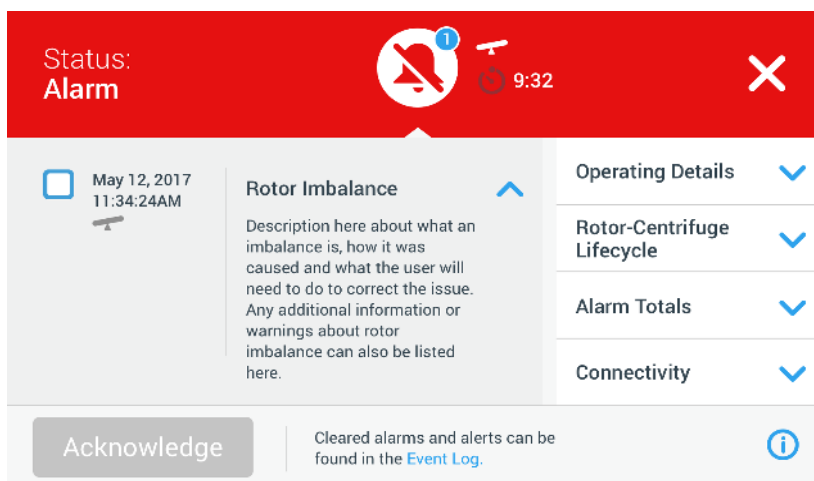 Status:
Alarm
1
9:32
May 12, 2017
11:34:24AM
Rotor Imbalance
Description here about what an
imbalance is, how it was
caused and what the user will
need to do to correct the issue.
Any additional information or
warnings about rotor
imbalance can also be listed
here.
Operating Details
Rotor-Centrifuge
Lifecycle
Alarm Totals
Connectivity
Acknowledge
Cleared alarms and alerts can be
found in the Event Log.